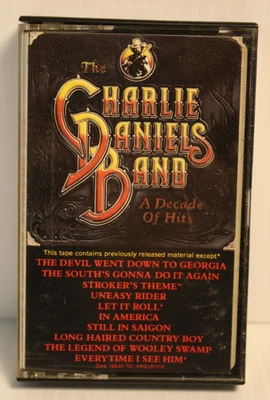 The
CHARLIE
DANIELS
BAND
A Decade
Of Hits
This tape contains previously released material except*
THE DEVIL WENT DOWN TO GEORGIA
THE SOUTH'S GONNA DO IT AGAIN
STROKER'S THEME*
UNEASY RIDER
LET IT ROLL*
IN AMERICA
STILL IN SAIGON
LONG HAIRED COUNTRY BOY
THE LEGEND OF WOOLEY SWAMP
EVERYTIME I SEE HIM*
See label for sequence